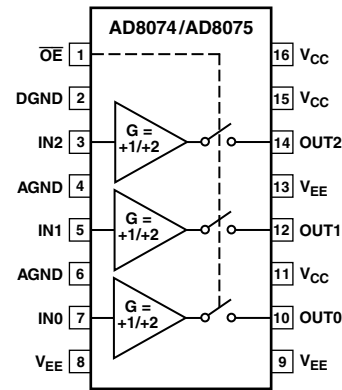 AD8074/AD8075
OE 1
16 VCC
DGND 2
15 VCC
IN2 3
G = +1/+2
14 OUT2
AGND 4
13 VEE
IN1 5
G = +1/+2
12 OUT1
AGND 6
11 VCC
IN0 7
G = +1/+2
10 OUT0
VEE 8
9 VEE